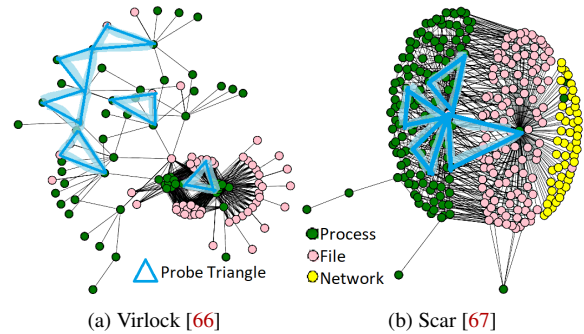 Probe Triangle
Process
File
Network
(a) Virlock [66]
(b) Scar [67]